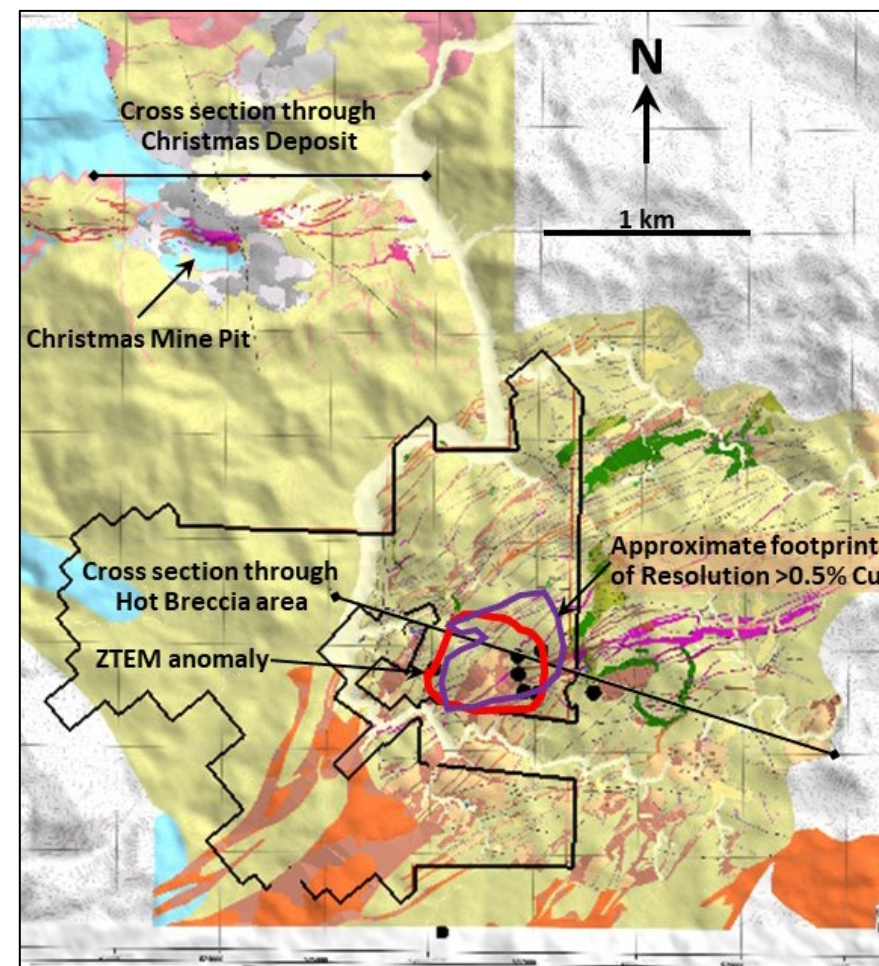 Cross section through
Christmas Deposit
N
1 km
Christmas Mine Pit
Approximate footprint
of Resolution >0.5% Cu
Cross section through
Hot Breccia area
ZTEM anomaly